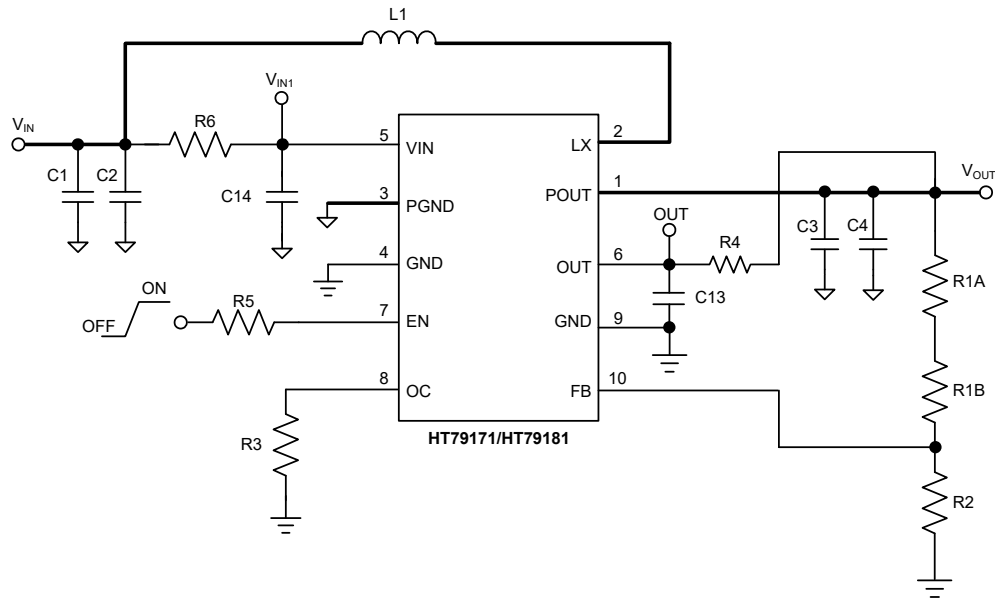 L1
VIN1
VIN
R6
C1
C2
C14
5
VIN
3
PGND
4
GND
7
EN
8
OC
ON
OFF
R5
R3
LX
2
POUT
1
OUT
6
GND
9
FB
10
HT79171/HT79181
OUT
R4
C13
C3
C4
VOUT
R1A
R1B
R2